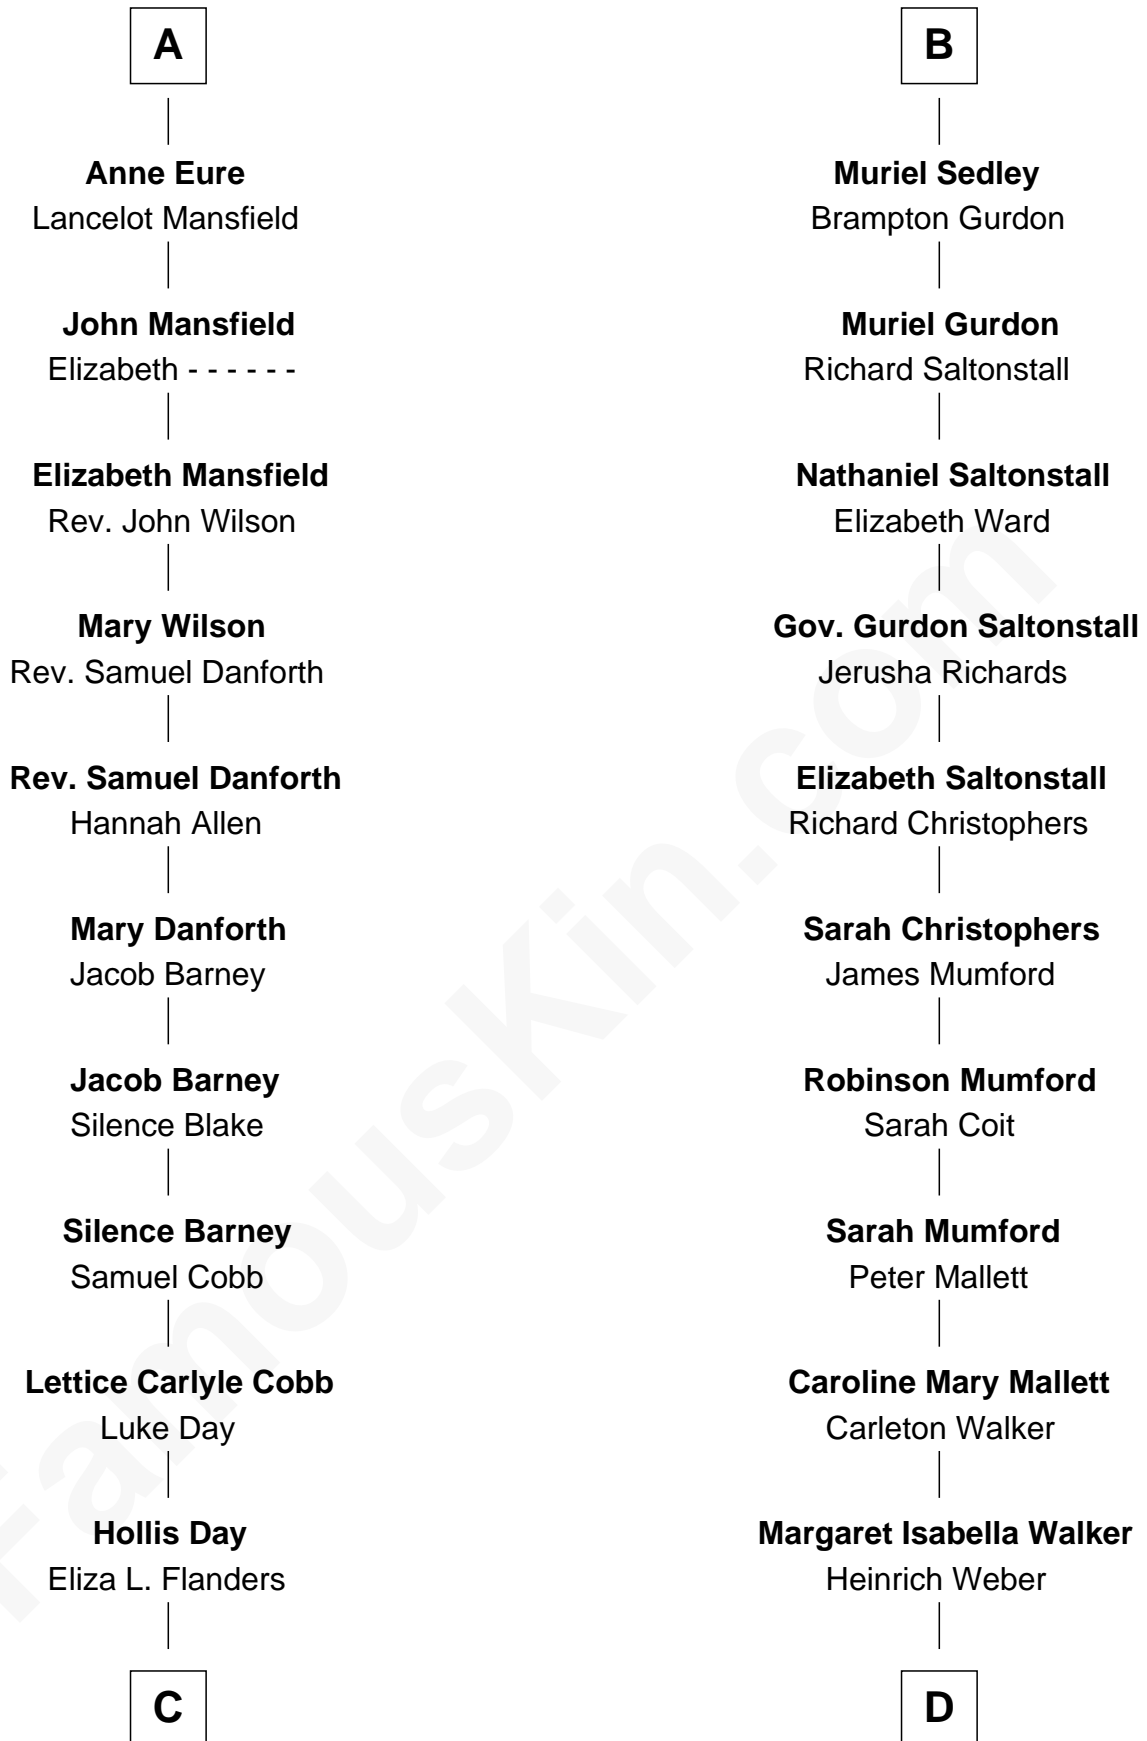 A
Anne Eure
Lancelot Mansfield
John Mansfield
Elizabeth - - - - - -
Elizabeth Mansfield
Rev. John Wilson
Mary Wilson
Rev. Samuel Danforth
Rev. Samuel Danforth
Hannah Allen
Mary Danforth
Jacob Barney
Jacob Barney
Silence Blake
Silence Barney
Samuel Cobb
Lettice Carlyle Cobb
Luke Day
Hollis Day
Eliza L. Flanders
C
B
Muriel Sedley
Brampton Gurdon
Muriel Gurdon
Richard Saltonstall
Nathaniel Saltonstall
Elizabeth Ward
Gov. Gurdon Saltonstall
Jerusha Richards
Elizabeth Saltonstall
Richard Christophers
Sarah Christophers
James Mumford
Robinson Mumford
Sarah Coit
Sarah Mumford
Peter Mallett
Caroline Mary Mallett
Carleton Walker
Margaret Isabella Walker
Heinrich Weber
D
FamousKin.com